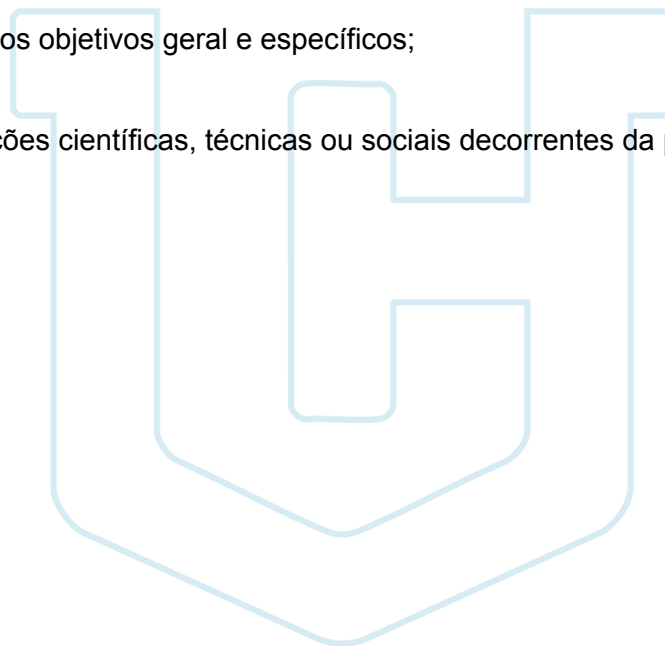 os objetivos geral e específicos;
ções científicas, técnicas ou sociais decorrentes da